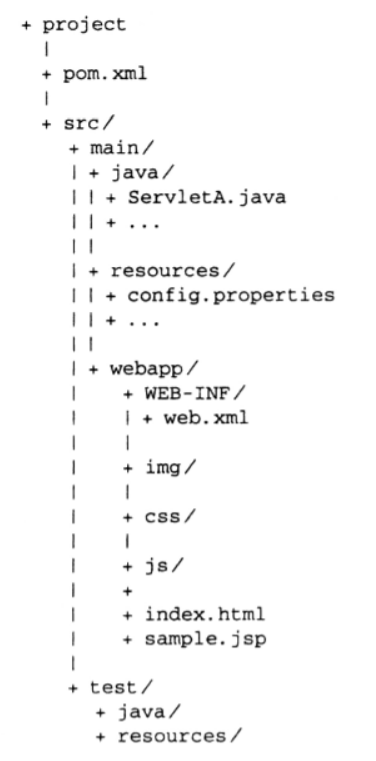 + project
  |
  + pom.xml
  |
  + src/
    + main/
    | + java/
    | | + ServletA.java
    | | + ...
    | |
    | + resources/
    | | + config.properties
    | | + ...
    | |
    | + webapp/
    |     + WEB-INF/
    |     | + web.xml
    |     |
    |     + img/
    |     |
    |     + css/
    |     |
    |     + js/
    |     +
    |     + index.html
    |     + sample.jsp
    |
    + test/
      + java/
      + resources/